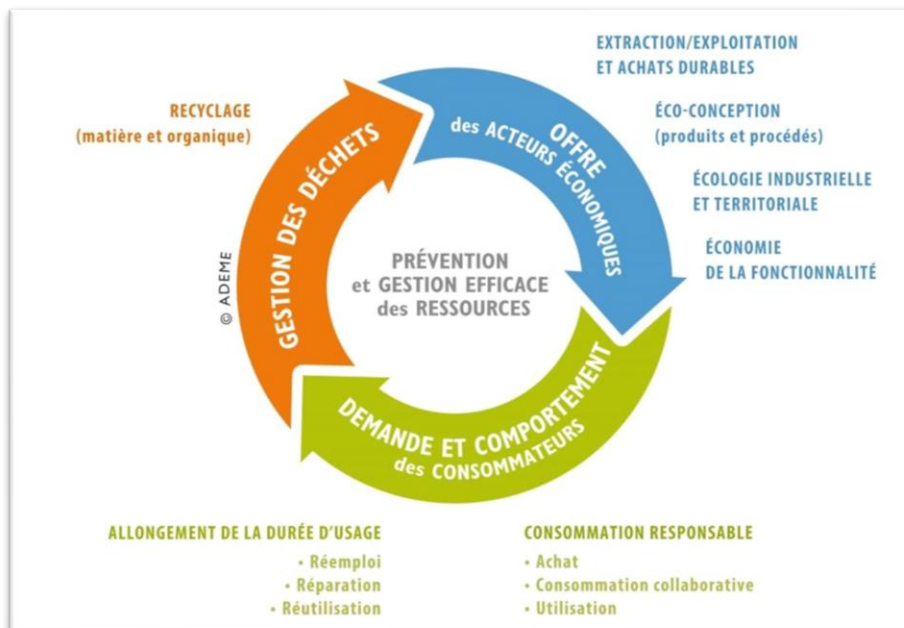 EXTRACTION/EXPLOITATION
ET ACHATS DURABLES
RECYCLAGE
(matière et organique)
ÉCO-CONCEPTION
(produits et procédés)
ÉCOLOGIE INDUSTRIELLE
ET TERRITORIALE
ÉCONOMIE
DE LA FONCTIONNALITÉ
OFFRE
des ACTEURS ÉCONOMIQUES
GESTION DES DÉCHETS
PRÉVENTION
et GESTION EFFICACE
des RESSOURCES
© ADEME
DEMANDE ET COMPORTEMENT
des CONSOMMATEURS
ALLONGEMENT DE LA DURÉE D'USAGE
• Réemploi
• Réparation
• Réutilisation
CONSOMMATION RESPONSABLE
• Achat
• Consommation collaborative
• Utilisation